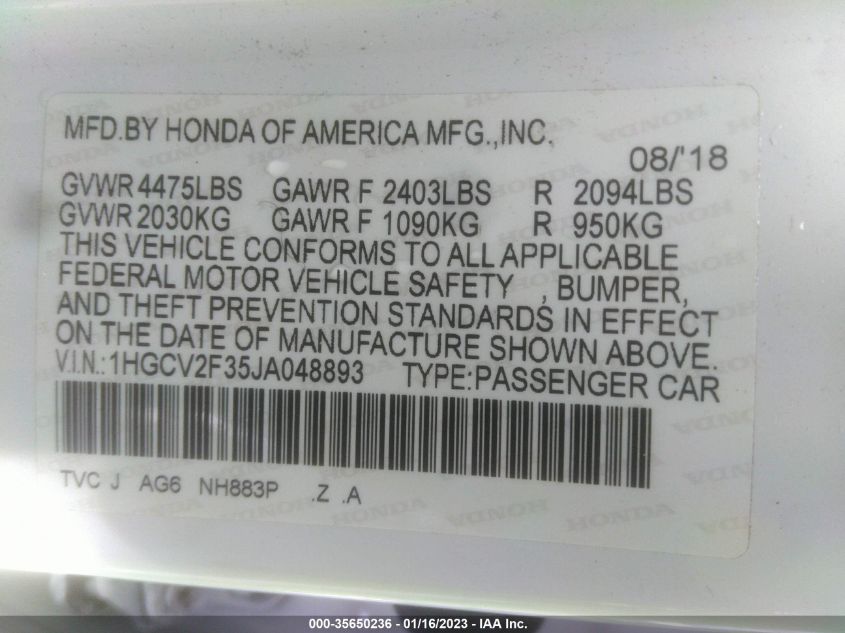 MFD.BY HONDA OF AMERICA MFG.,INC.
08/'18
GVWR 4475LBS GAWR F 2403LBS R 2094LBS
GVWR 2030KG GAWR F 1090KG R 950KG
THIS VEHICLE CONFORMS TO ALL APPLICABLE
FEDERAL MOTOR VEHICLE SAFETY , BUMPER,
AND THEFT PREVENTION STANDARDS IN EFFECT
ON THE DATE OF MANUFACTURE SHOWN ABOVE.
V.I.N.:1HGCV2F35JA048893 TYPE:PASSENGER CAR
TVC J AG6 NH883P .Z .A
HONDA HONDA HONDA
000-35650236 - 01/16/2023 - IAA Inc.